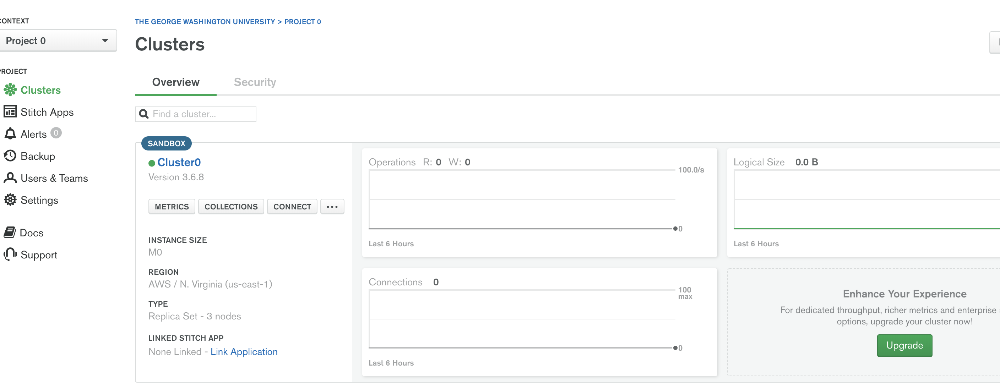 CONTEXT
Project 0
PROJECT
Clusters
Stitch Apps
Alerts 0
Backup
Users & Teams
Settings
Docs
Support
THE GEORGE WASHINGTON UNIVERSITY > PROJECT 0
Clusters
Overview Security
Find a cluster...
SANDBOX
Cluster0
Version 3.6.8
METRICS COLLECTIONS CONNECT ...
INSTANCE SIZE
M0
REGION
AWS / N. Virginia (us-east-1)
TYPE
Replica Set - 3 nodes
LINKED STITCH APP
None Linked - Link Application
Operations R: 0 W: 0
100.0/s
0
Last 6 Hours
Logical Size 0.0 B
Last 6 Hours
Connections 0
100
max
0
Last 6 Hours
Enhance Your Experience
For dedicated throughput, richer metrics and enterprise
options, upgrade your cluster now!
Upgrade